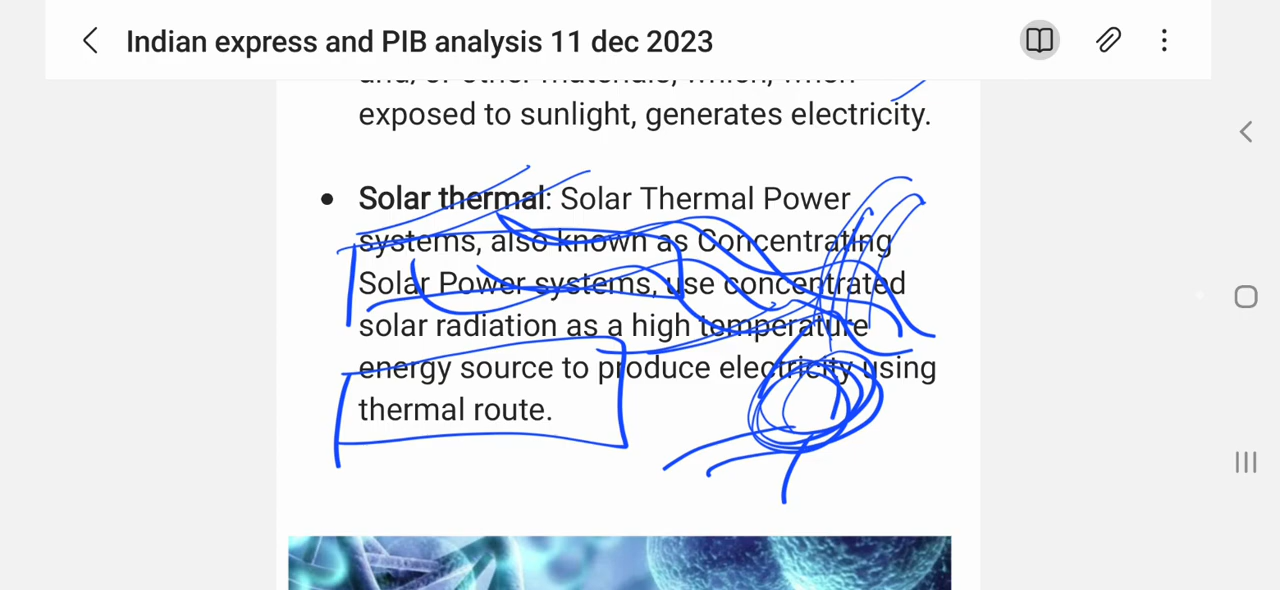 Indian express and PIB analysis 11 dec 2023
exposed to sunlight, generates electricity.
Solar thermal: Solar Thermal Power
systems, also known as Concentrating
Solar Power systems, use concentrated
solar radiation as a high temperature
energy source to produce electricity using
thermal route.